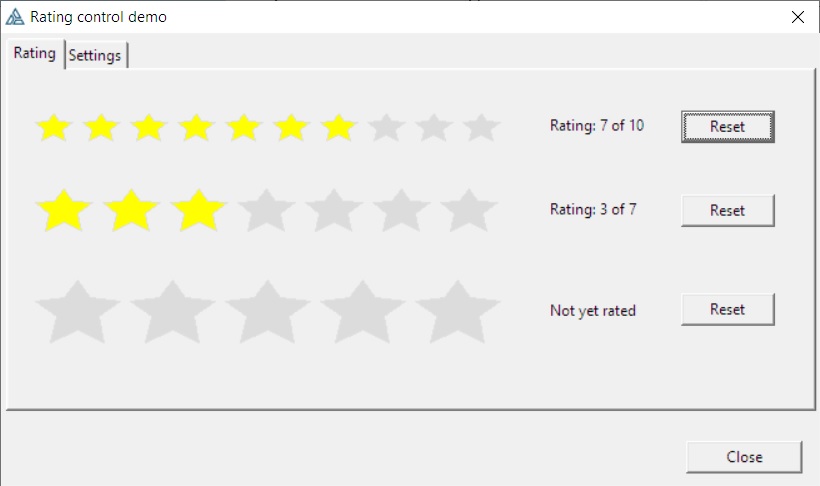 Rating control demo
Rating Settings
Rating: 7 of 10 Reset
Rating: 3 of 7 Reset
Not yet rated Reset
Close